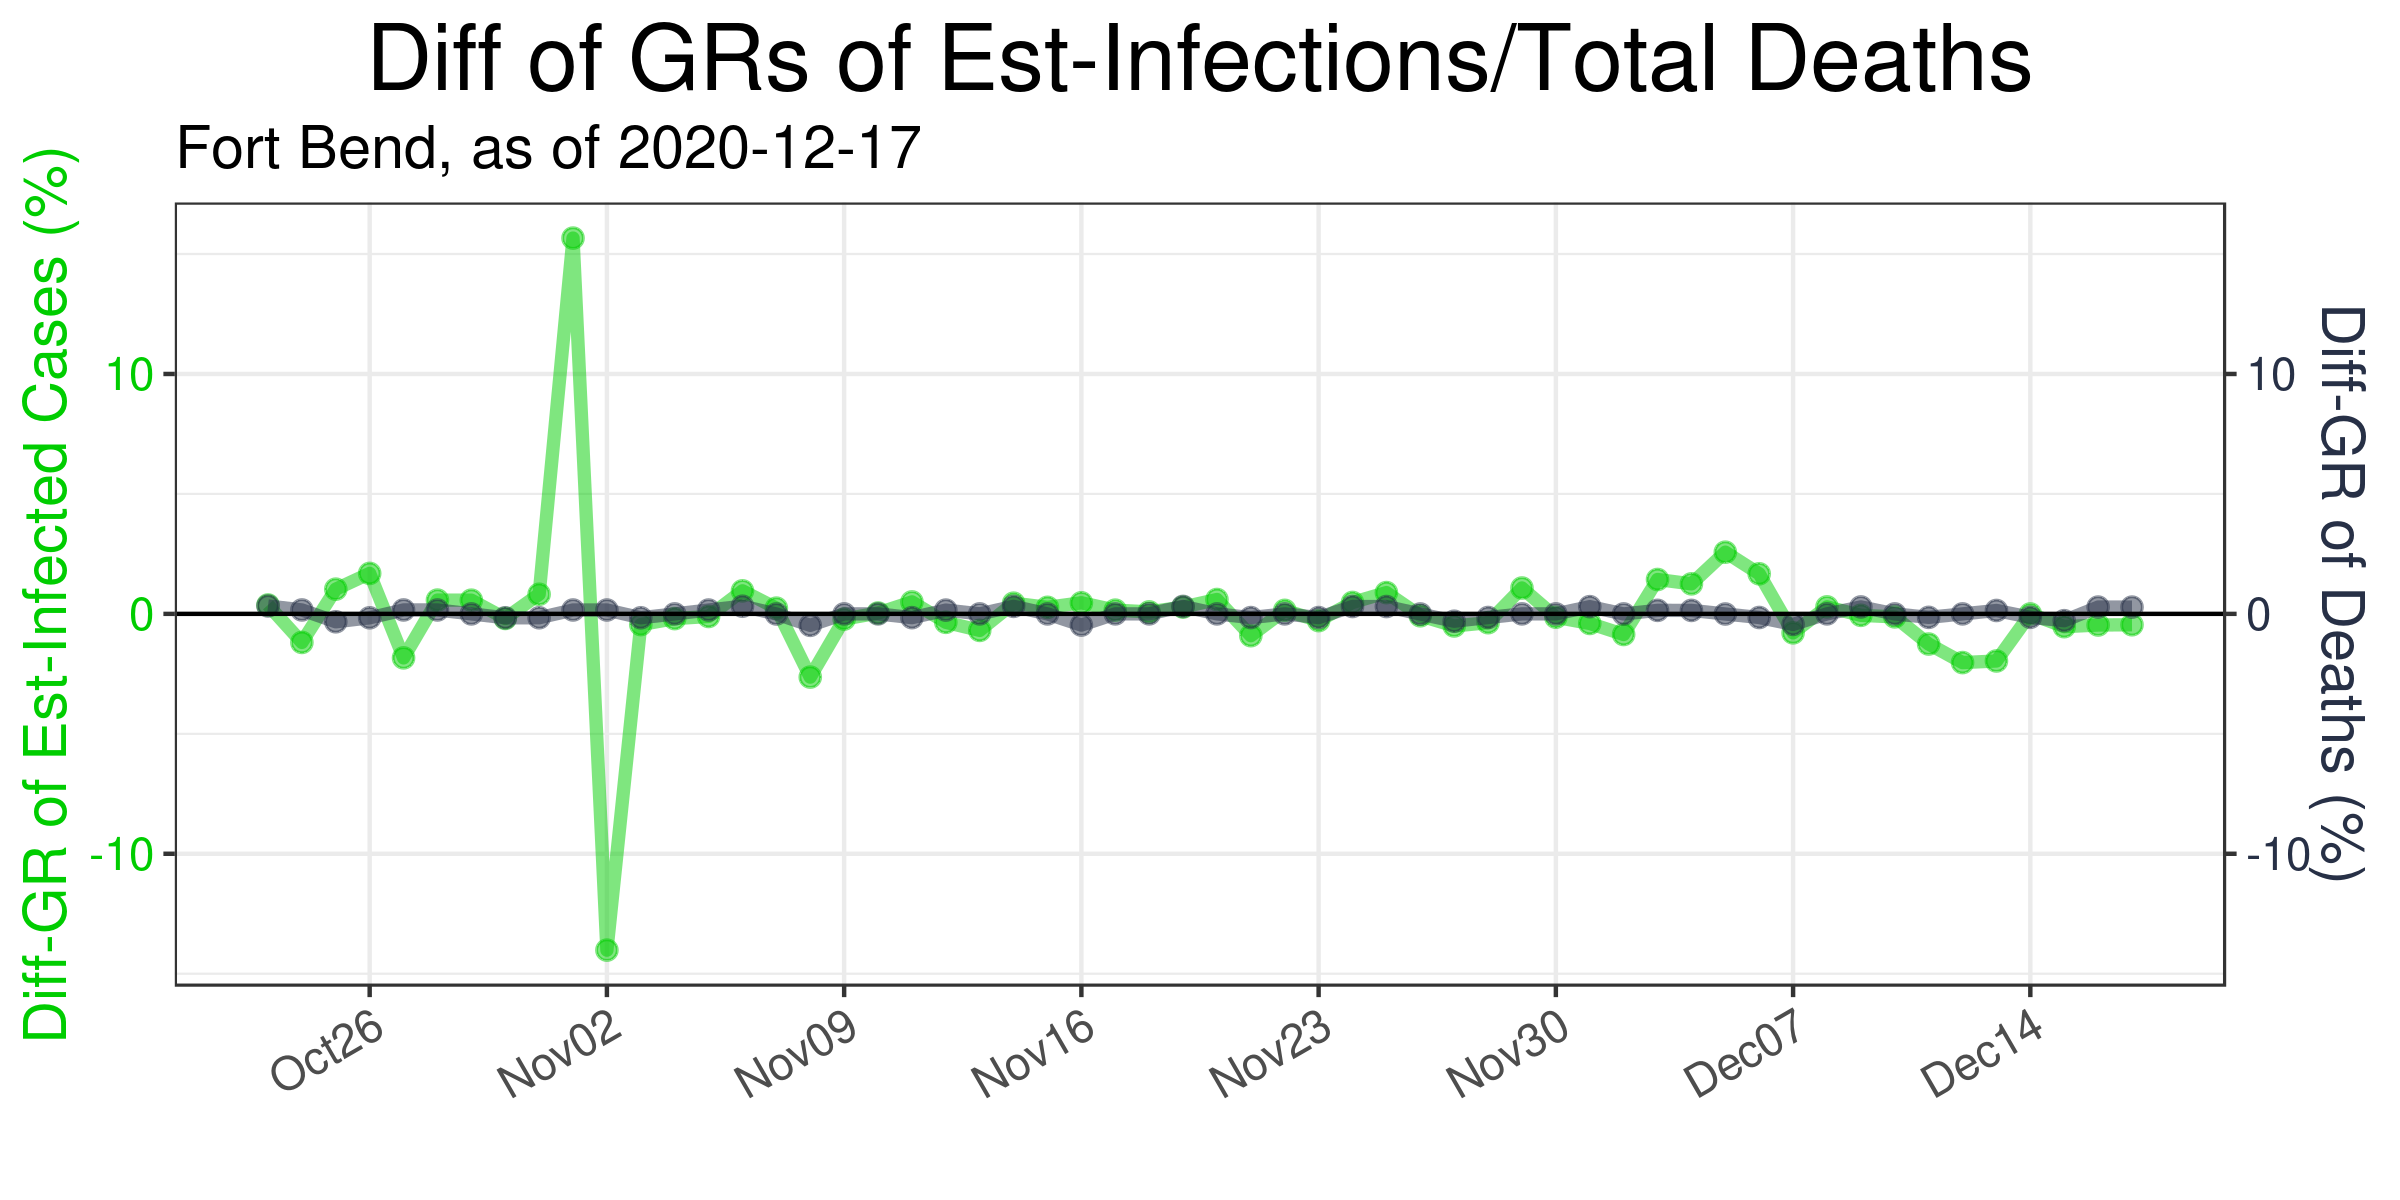 Diff of GRs of Est-Infections/Total Deaths
Fort Bend, as of 2020-12-17
Diff-GR of Est-Infected Cases (%)
10
0
-10
10
0
-10
Diff-GR of Deaths (%)
Oct26
Nov02
Nov09
Nov16
Nov23
Nov30
Dec07
Dec14